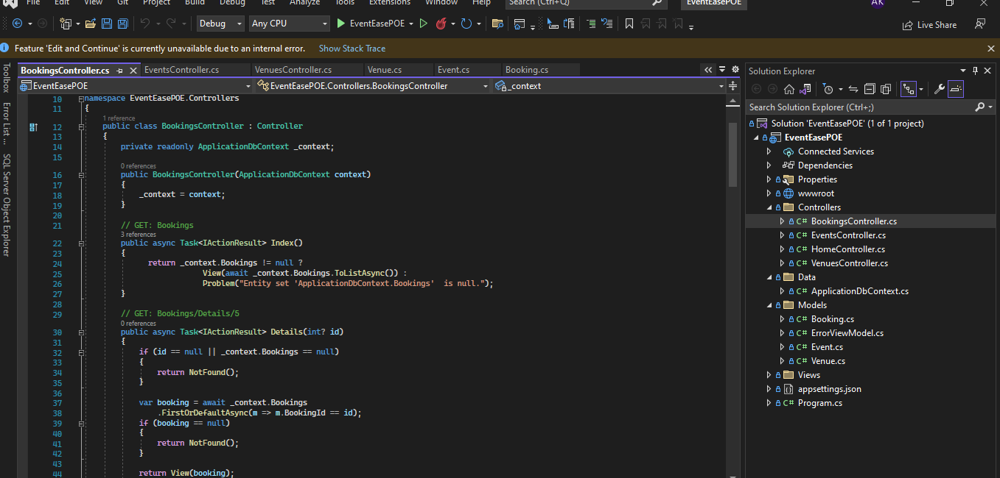 File Edit View Git Project Build Debug Test Analyze Tools Extensions Window Help Search (Ctrl+Q) EventEasePOE AK
Debug Any CPU EventEasePOE Live Share
Feature 'Edit and Continue' is currently unavailable due to an internal error. Show Stack Trace
Toolbox
Error List ...
SQL Server Object Explorer
BookingsController.cs EventsController.cs VenuesController.cs Venue.cs Event.cs Booking.cs
EventEasePOE EventEasePOE.Controllers.BookingsController _context
10 namespace EventEasePOE.Controllers
11 {
1 reference
12 public class BookingsController : Controller
13 {
14 private readonly ApplicationDbContext _context;
15
0 references
16 public BookingsController(ApplicationDbContext context)
17 {
18 _context = context;
19 }
20
21 // GET: Bookings
3 references
22 public async Task<IActionResult> Index()
23 {
24 return _context.Bookings != null ?
25 View(await _context.Bookings.ToListAsync()) :
26 Problem("Entity set 'ApplicationDbContext.Bookings'  is null.");
27 }
28
29 // GET: Bookings/Details/5
0 references
30 public async Task<IActionResult> Details(int? id)
31 {
32 if (id == null || _context.Bookings == null)
33 {
34 return NotFound();
35 }
36
37 var booking = await _context.Bookings
38 .FirstOrDefaultAsync(m => m.BookingId == id);
39 if (booking == null)
40 {
41 return NotFound();
42 }
43
44 return View(booking);
Solution Explorer
Search Solution Explorer (Ctrl+;)
Solution 'EventEasePOE' (1 of 1 project)
EventEasePOE
Connected Services
Dependencies
Properties
wwwroot
Controllers
C# BookingsController.cs
C# EventsController.cs
C# HomeController.cs
C# VenuesController.cs
Data
C# ApplicationDbContext.cs
Models
C# Booking.cs
C# ErrorViewModel.cs
C# Event.cs
C# Venue.cs
Views
appsettings.json
C# Program.cs